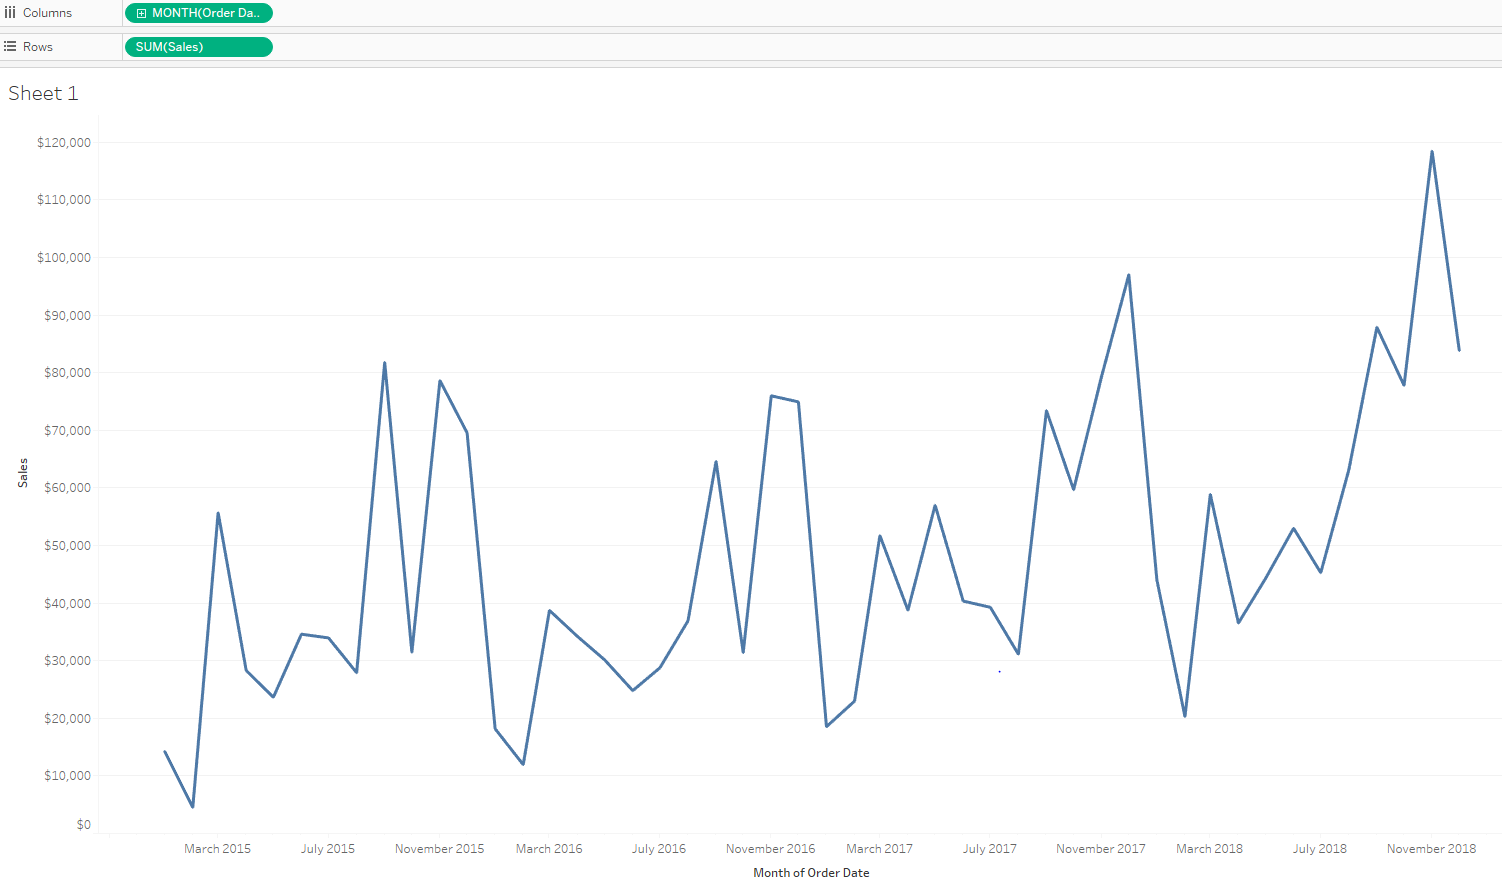 Columns MONTH(Order Da..
Rows SUM(Sales)
Sheet 1
$120,000
$110,000
$100,000
$90,000
$80,000
$70,000
$60,000
$50,000
$40,000
$30,000
$20,000
$10,000
$0
Sales
March 2015 July 2015 November 2015 March 2016 July 2016 November 2016 March 2017 July 2017 November 2017 March 2018 July 2018 November 2018
Month of Order Date